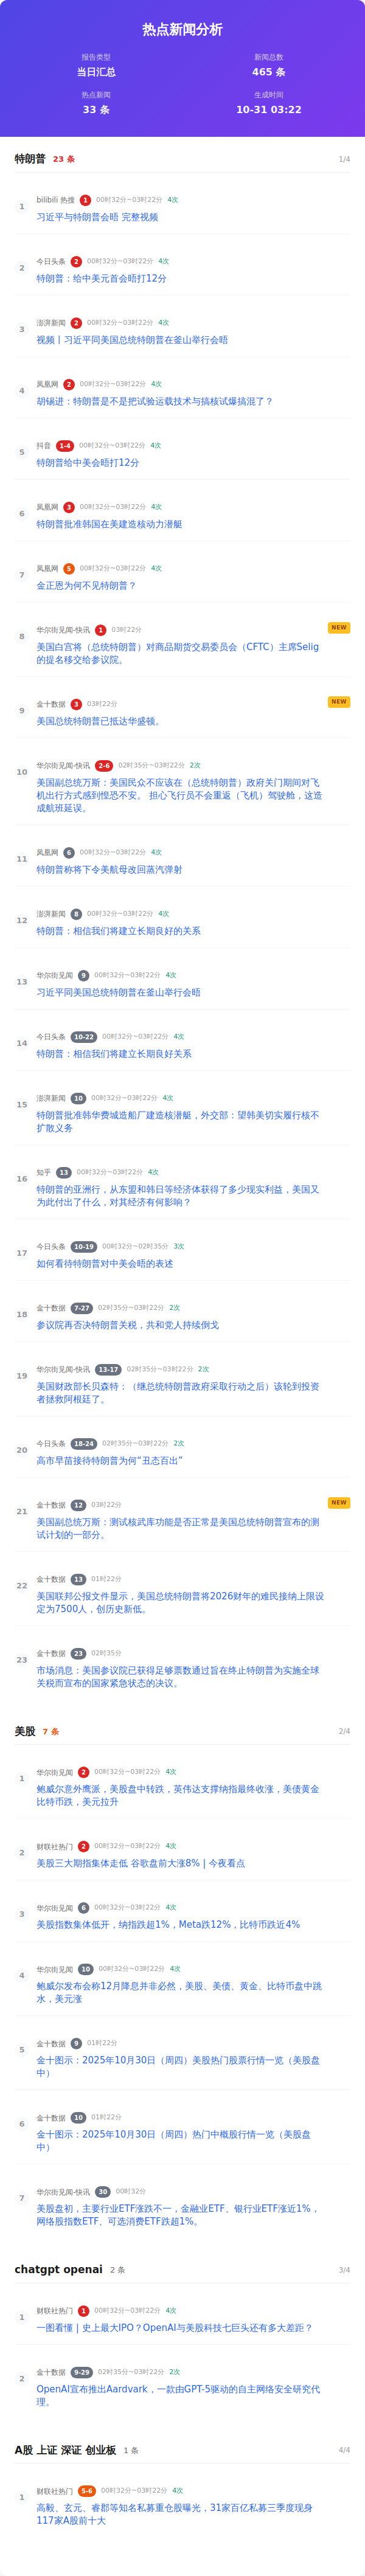 热点新闻分析
报告类型
当日汇总
新闻总数
465 条
热点新闻
33 条
生成时间
10-31 03:22
特朗普 23 条 1/4
1
bilibili 热搜 1 00时32分~03时22分 4次
习近平与特朗普会晤 完整视频
2
今日头条 2 00时32分~03时22分 4次
特朗普：给中美元首会晤打12分
3
澎湃新闻 2 00时32分~03时22分 4次
视频丨习近平同美国总统特朗普在釜山举行会晤
4
凤凰网 2 00时32分~03时22分 4次
胡锡进：特朗普是不是把试验运载技术与搞核试爆搞混了？
5
抖音 1-4 00时32分~03时22分 4次
特朗普给中美会晤打12分
6
凤凰网 3 00时32分~03时22分 4次
特朗普批准韩国在美建造核动力潜艇
7
凤凰网 5 00时32分~03时22分 4次
金正恩为何不见特朗普？
8
华尔街见闻-快讯 1 03时22分 NEW
美国白宫将（总统特朗普）对商品期货交易委员会（CFTC）主席Selig
的提名移交给参议院。
9
金十数据 3 03时22分 NEW
美国总统特朗普已抵达华盛顿。
10
华尔街见闻-快讯 2-6 02时35分~03时22分 2次
美国副总统万斯：美国民众不应该在（总统特朗普）政府关门期间对飞
机出行方式感到惶恐不安。 担心飞行员不会重返（飞机）驾驶舱，这造
成航班延误。
11
凤凰网 6 00时32分~03时22分 4次
特朗普称将下令美航母改回蒸汽弹射
12
澎湃新闻 8 00时32分~03时22分 4次
特朗普：相信我们将建立长期良好的关系
13
华尔街见闻 9 00时32分~03时22分 4次
习近平同美国总统特朗普在釜山举行会晤
14
今日头条 10-22 00时32分~03时22分 4次
特朗普：相信我们将建立长期良好关系
15
澎湃新闻 10 00时32分~03时22分 4次
特朗普批准韩华费城造船厂建造核潜艇，外交部：望韩美切实履行核不
扩散义务
16
知乎 13 00时32分~03时22分 4次
特朗普的亚洲行，从东盟和韩日等经济体获得了多少现实利益，美国又
为此付出了什么，对其经济有何影响？
17
今日头条 10-19 00时32分~02时35分 3次
如何看待特朗普对中美会晤的表述
18
金十数据 7-27 02时35分~03时22分 2次
参议院再否决特朗普关税，共和党人持续倒戈
19
华尔街见闻-快讯 13-17 02时35分~03时22分 2次
美国财政部长贝森特：（继总统特朗普政府采取行动之后）该轮到投资
者拯救阿根廷了。
20
今日头条 18-24 02时35分~03时22分 2次
高市早苗接待特朗普为何“丑态百出”
21
金十数据 12 03时22分 NEW
美国副总统万斯：测试核武库功能是否正常是美国总统特朗普宣布的测
试计划的一部分。
22
金十数据 13 01时22分
美国联邦公报文件显示，美国总统特朗普将2026财年的难民接纳上限设
定为7500人，创历史新低。
23
金十数据 23 02时35分
市场消息：美国参议院已获得足够票数通过旨在终止特朗普为实施全球
关税而宣布的国家紧急状态的决议。
美股 7 条 2/4
1
华尔街见闻 2 00时32分~03时22分 4次
鲍威尔意外鹰派，美股盘中转跌，英伟达支撑纳指最终收涨，美债黄金
比特币跌，美元拉升
2
财联社热门 2 00时32分~03时22分 4次
美股三大期指集体走低 谷歌盘前大涨8% | 今夜看点
3
华尔街见闻 6 00时32分~03时22分 4次
美股指数集体低开，纳指跌超1%，Meta跌12%，比特币跌近4%
4
华尔街见闻 10 00时32分~03时22分 4次
鲍威尔发布会称12月降息并非必然，美股、美债、黄金、比特币盘中跳
水，美元涨
5
金十数据 9 01时22分
金十图示：2025年10月30日（周四）美股热门股票行情一览（美股盘
中）
6
金十数据 10 01时22分
金十图示：2025年10月30日（周四）热门中概股行情一览（美股盘
中）
7
华尔街见闻-快讯 30 00时32分
美股盘初，主要行业ETF涨跌不一，金融业ETF、银行业ETF涨近1%，
网络股指数ETF、可选消费ETF跌超1%。
chatgpt openai 2 条 3/4
1
财联社热门 1 00时32分~03时22分 4次
一图看懂 | 史上最大IPO？OpenAI与美股科技七巨头还有多大差距？
2
金十数据 9-29 02时35分~03时22分 2次
OpenAI宣布推出Aardvark，一款由GPT-5驱动的自主网络安全研究代
理。
A股 上证 深证 创业板 1 条 4/4
1
财联社热门 5-6 00时32分~03时22分 4次
高毅、玄元、睿郡等知名私募重仓股曝光，31家百亿私募三季度现身
117家A股前十大